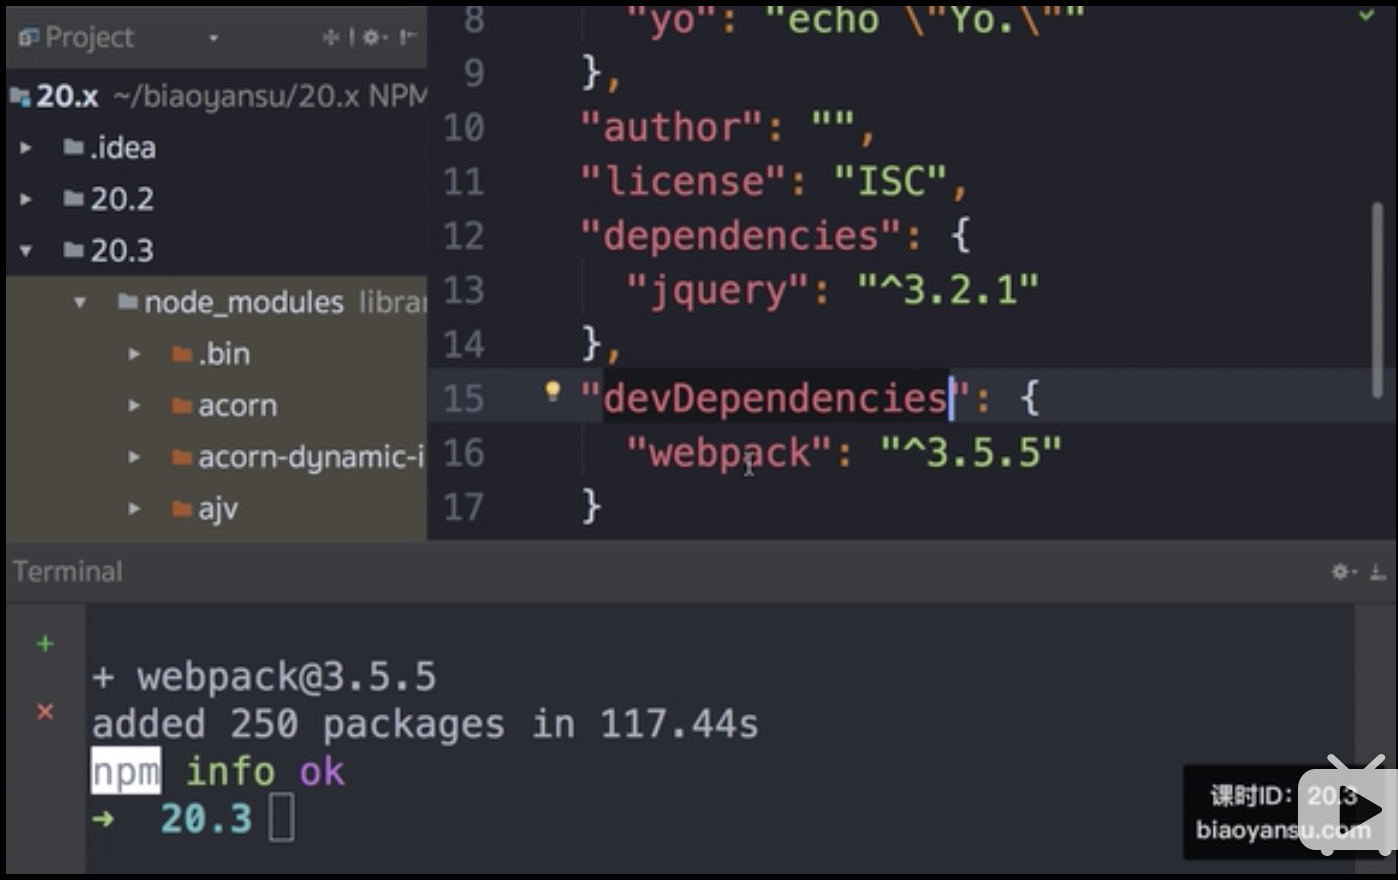 Project
20.x ~/biaoyansu/20.x NPM
.idea
20.2
20.3
node_modules librar
.bin
acorn
acorn-dynamic-i
ajv
8 "yo": "echo \"Yo.\""
9 },
10 "author": "",
11 "license": "ISC",
12 "dependencies": {
13 "jquery": "^3.2.1"
14 },
15 "devDependencies": {
16 "webpack": "^3.5.5"
17 }
Terminal
+ webpack@3.5.5
added 250 packages in 117.44s
npm info ok
➜ 20.3
课时ID: 20.3
biaoyansu.com